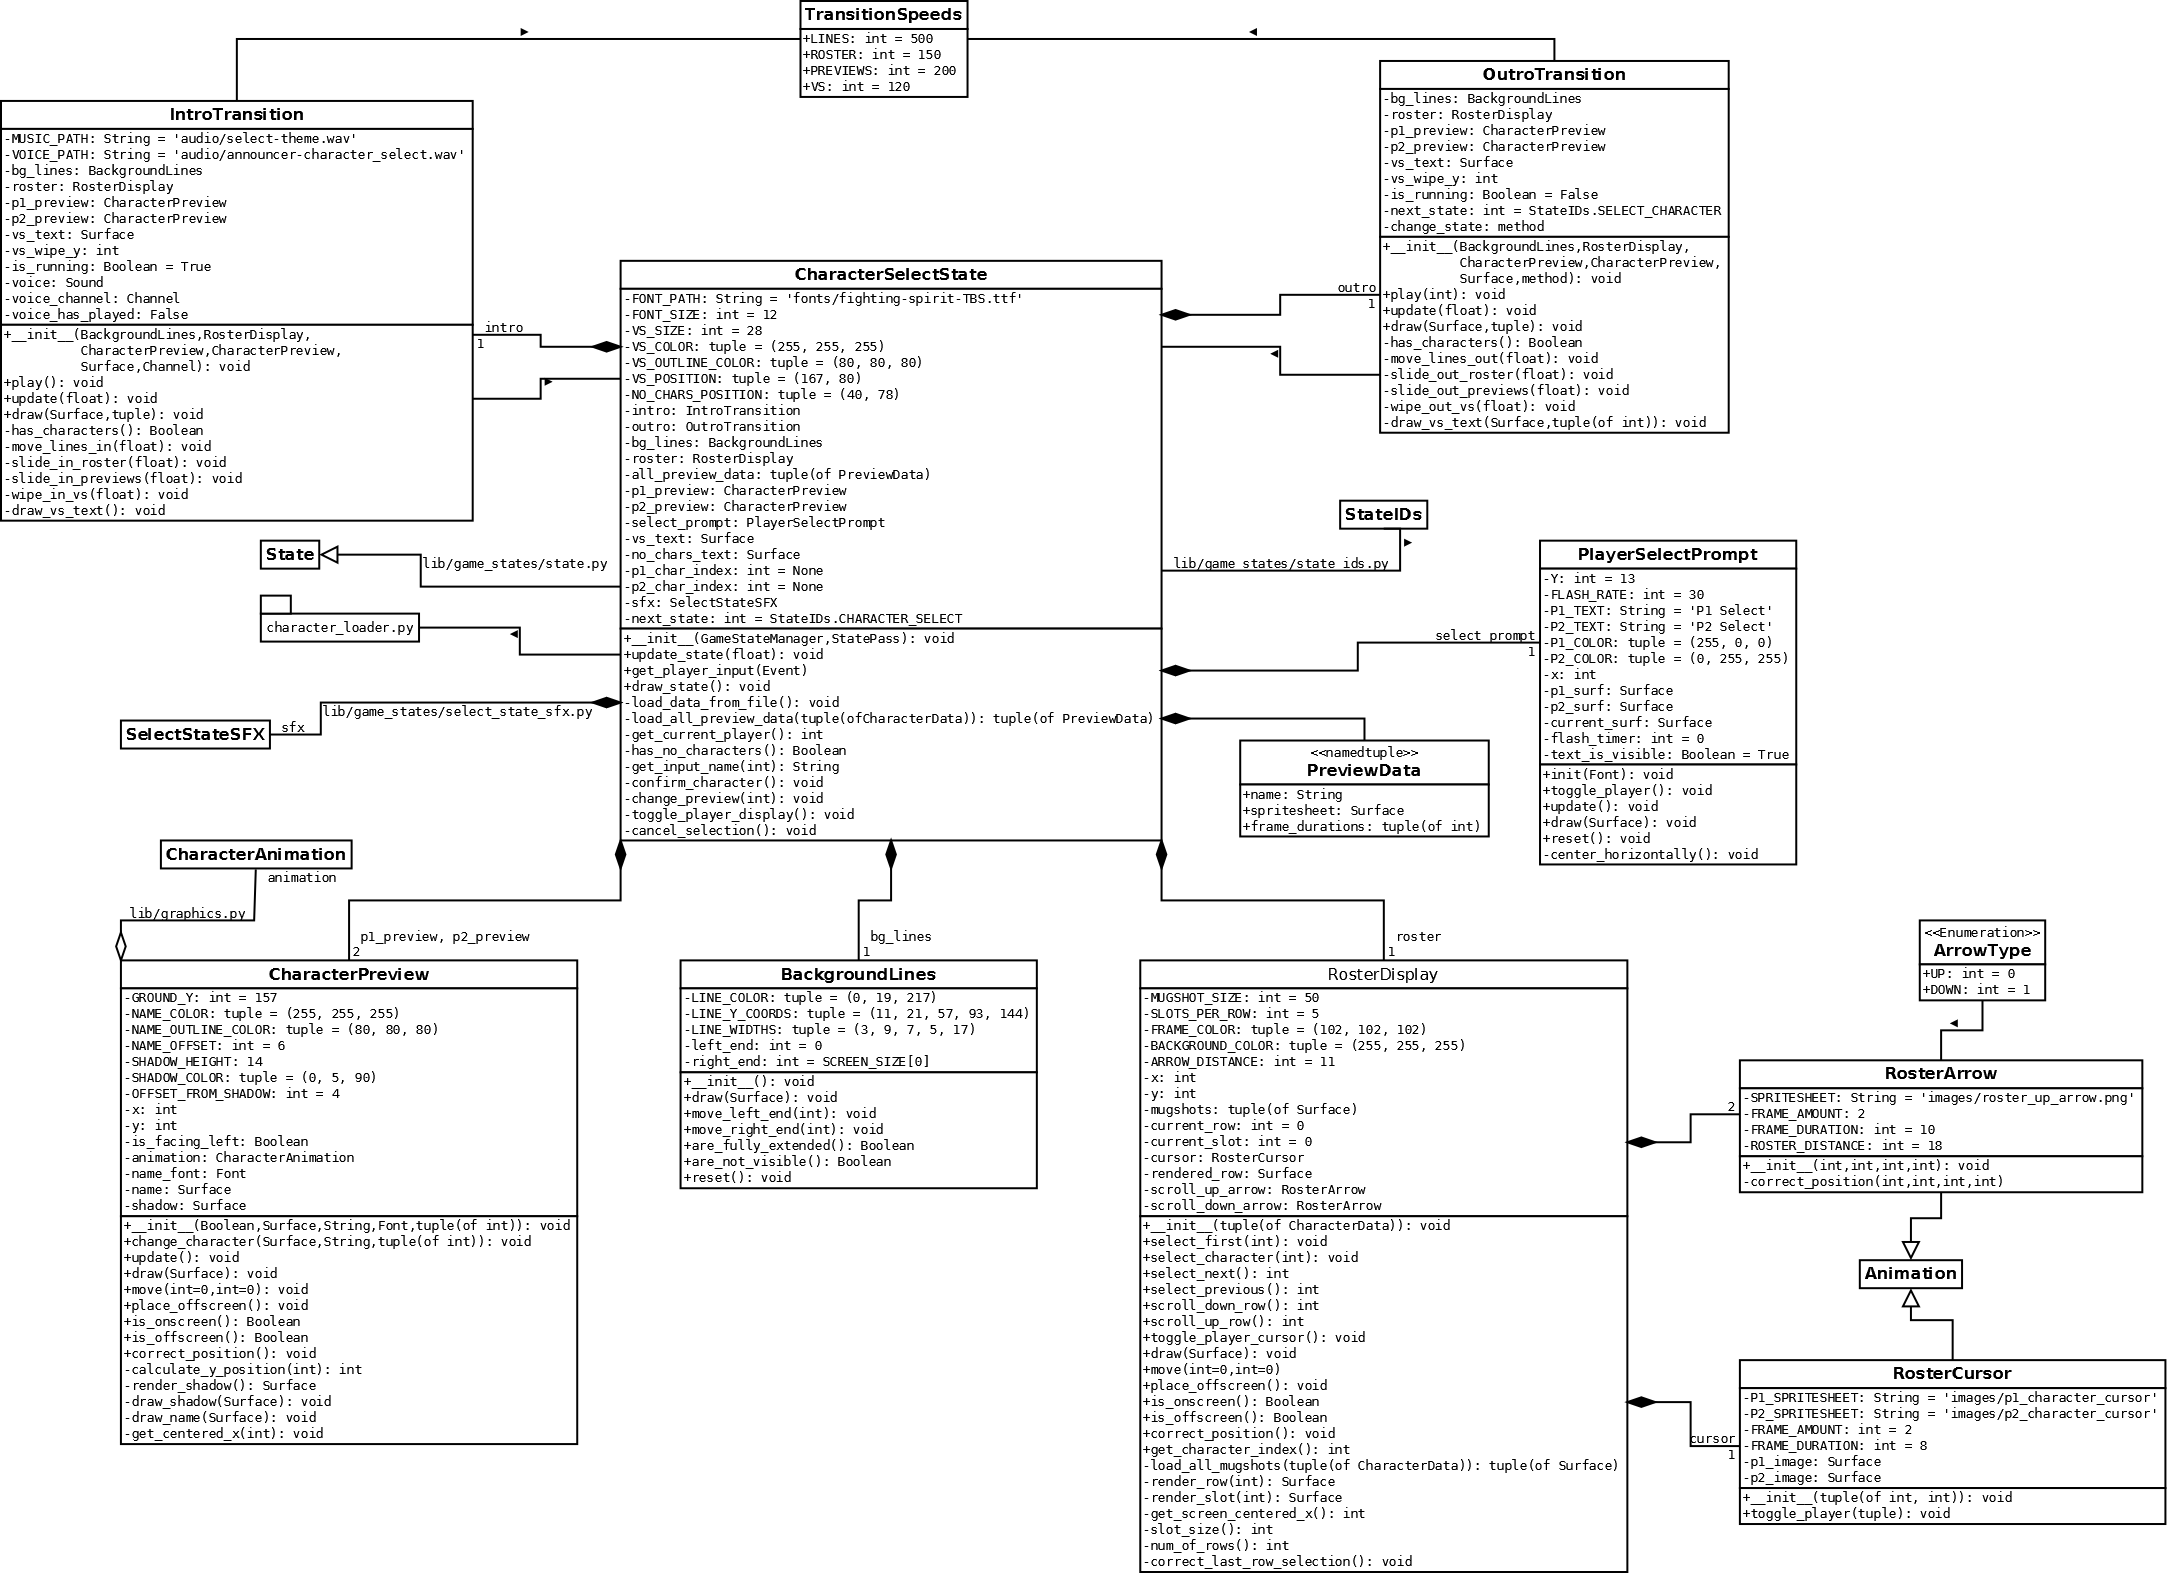 TransitionSpeeds
+LINES: int = 500
+ROSTER: int = 150
+PREVIEWS: int = 200
+VS: int = 120
IntroTransition
-MUSIC_PATH: String = 'audio/select-theme.wav'
-VOICE_PATH: String = 'audio/announcer-character_select.wav'
-bg_lines: BackgroundLines
-roster: RosterDisplay
-p1_preview: CharacterPreview
-p2_preview: CharacterPreview
-vs_text: Surface
-vs_wipe_y: int
-is_running: Boolean = True
-voice: Sound
-voice_channel: Channel
-voice_has_played: False
+__init__(BackgroundLines,RosterDisplay,
CharacterPreview,CharacterPreview,
Surface,Channel): void
+play(): void
+update(float): void
+draw(Surface,tuple): void
-has_characters(): Boolean
-move_lines_in(float): void
-slide_in_roster(float): void
-slide_in_previews(float): void
-wipe_in_vs(float): void
-draw_vs_text(): void
OutroTransition
-bg_lines: BackgroundLines
-roster: RosterDisplay
-p1_preview: CharacterPreview
-p2_preview: CharacterPreview
-vs_text: Surface
-vs_wipe_y: int
-is_running: Boolean = False
-next_state: int = StateIDs.SELECT_CHARACTER
-change_state: method
+__init__(BackgroundLines,RosterDisplay,
CharacterPreview,CharacterPreview,
Surface,method): void
+play(int): void
+update(float): void
+draw(Surface,tuple): void
-has_characters(): Boolean
-move_lines_out(float): void
-slide_out_roster(float): void
-slide_out_previews(float): void
-wipe_out_vs(float): void
-draw_vs_text(Surface,tuple(of int)): void
intro
1
outro
1
CharacterSelectState
-FONT_PATH: String = 'fonts/fighting-spirit-TBS.ttf'
-FONT_SIZE: int = 12
-VS_SIZE: int = 28
-VS_COLOR: tuple = (255, 255, 255)
-VS_OUTLINE_COLOR: tuple = (80, 80, 80)
-VS_POSITION: tuple = (167, 80)
-NO_CHARS_POSITION: tuple = (40, 78)
-intro: IntroTransition
-outro: OutroTransition
-bg_lines: BackgroundLines
-roster: RosterDisplay
-all_preview_data: tuple(of PreviewData)
-p1_preview: CharacterPreview
-p2_preview: CharacterPreview
-select_prompt: PlayerSelectPrompt
-vs_text: Surface
-no_chars_text: Surface
-p1_char_index: int = None
-p2_char_index: int = None
-sfx: SelectStateSFX
-next_state: int = StateIDs.CHARACTER_SELECT
+__init__(GameStateManager,StatePass): void
+update_state(float): void
+get_player_input(Event)
+draw_state(): void
-load_data_from_file(): void
-load_all_preview_data(tuple(ofCharacterData)): tuple(of PreviewData)
-get_current_player(): int
-has_no_characters(): Boolean
-get_input_name(int): String
-confirm_character(): void
-change_preview(int): void
-toggle_player_display(): void
-cancel_selection(): void
State
lib/game_states/state.py
character_loader.py
SelectStateSFX
sfx
lib/game_states/select_state_sfx.py
StateIDs
lib/game_states/state_ids.py
PlayerSelectPrompt
-Y: int = 13
-FLASH_RATE: int = 30
-P1_TEXT: String = 'P1 Select'
-P2_TEXT: String = 'P2 Select'
-P1_COLOR: tuple = (255, 0, 0)
-P2_COLOR: tuple = (0, 255, 255)
-x: int
-p1_surf: Surface
-p2_surf: Surface
-current_surf: Surface
-flash_timer: int = 0
-text_is_visible: Boolean = True
+init(Font): void
+toggle_player(): void
+update(): void
+draw(Surface): void
+reset(): void
-center_horizontally(): void
select_prompt
1
<<namedtuple>>
PreviewData
+name: String
+spritesheet: Surface
+frame_durations: tuple(of int)
CharacterAnimation
animation
lib/graphics.py
p1_preview, p2_preview
2
bg_lines
1
roster
1
CharacterPreview
-GROUND_Y: int = 157
-NAME_COLOR: tuple = (255, 255, 255)
-NAME_OUTLINE_COLOR: tuple = (80, 80, 80)
-NAME_OFFSET: int = 6
-SHADOW_HEIGHT: 14
-SHADOW_COLOR: tuple = (0, 5, 90)
-OFFSET_FROM_SHADOW: int = 4
-x: int
-y: int
-is_facing_left: Boolean
-animation: CharacterAnimation
-name_font: Font
-name: Surface
-shadow: Surface
+__init__(Boolean,Surface,String,Font,tuple(of int)): void
+change_character(Surface,String,tuple(of int)): void
+update(): void
+draw(Surface): void
+move(int=0,int=0): void
+place_offscreen(): void
+is_onscreen(): Boolean
+is_offscreen(): Boolean
+correct_position(): void
-calculate_y_position(int): int
-render_shadow(): Surface
-draw_shadow(Surface): void
-draw_name(Surface): void
-get_centered_x(int): void
BackgroundLines
-LINE_COLOR: tuple = (0, 19, 217)
-LINE_Y_COORDS: tuple = (11, 21, 57, 93, 144)
-LINE_WIDTHS: tuple = (3, 9, 7, 5, 17)
-left_end: int = 0
-right_end: int = SCREEN_SIZE[0]
+__init__(): void
+draw(Surface): void
+move_left_end(int): void
+move_right_end(int): void
+are_fully_extended(): Boolean
+are_not_visible(): Boolean
+reset(): void
RosterDisplay
-MUGSHOT_SIZE: int = 50
-SLOTS_PER_ROW: int = 5
-FRAME_COLOR: tuple = (102, 102, 102)
-BACKGROUND_COLOR: tuple = (255, 255, 255)
-ARROW_DISTANCE: int = 11
-x: int
-y: int
-mugshots: tuple(of Surface)
-current_row: int = 0
-current_slot: int = 0
-cursor: RosterCursor
-rendered_row: Surface
-scroll_up_arrow: RosterArrow
-scroll_down_arrow: RosterArrow
+__init__(tuple(of CharacterData)): void
+select_first(int): void
+select_character(int): void
+select_next(): int
+select_previous(): int
+scroll_down_row(): int
+scroll_up_row(): int
+toggle_player_cursor(): void
+draw(Surface): void
+move(int=0,int=0)
+place_offscreen(): void
+is_onscreen(): Boolean
+is_offscreen(): Boolean
+correct_position(): void
+get_character_index(): int
-load_all_mugshots(tuple(of CharacterData)): tuple(of Surface)
-render_row(int): Surface
-render_slot(int): Surface
-get_screen_centered_x(): int
-slot_size(): int
-num_of_rows(): int
-correct_last_row_selection(): void
<<Enumeration>>
ArrowType
+UP: int = 0
+DOWN: int = 1
2
RosterArrow
-SPRITESHEET: String = 'images/roster_up_arrow.png'
-FRAME_AMOUNT: 2
-FRAME_DURATION: int = 10
-ROSTER_DISTANCE: int = 18
+__init__(int,int,int,int): void
-correct_position(int,int,int,int)
Animation
cursor
1
RosterCursor
-P1_SPRITESHEET: String = 'images/p1_character_cursor'
-P2_SPRITESHEET: String = 'images/p2_character_cursor'
-FRAME_AMOUNT: int = 2
-FRAME_DURATION: int = 8
-p1_image: Surface
-p2_image: Surface
+__init__(tuple(of int, int)): void
+toggle_player(tuple): void